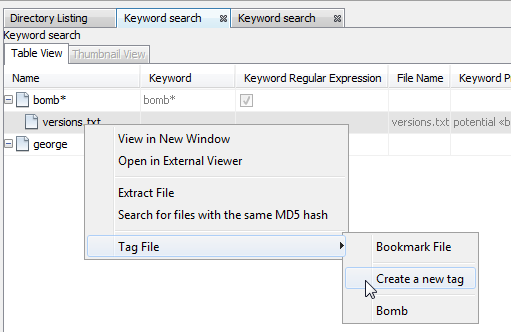 Directory Listing Keyword search Keyword search
Keyword search
Table View Thumbnail View
Name Keyword Keyword Regular Expression File Name Keyword Pr
bomb* bomb*
versions.txt versions.txt potential «b
george
View in New Window
Open in External Viewer
Extract File
Search for files with the same MD5 hash
Tag File
Bookmark File
Create a new tag
Bomb